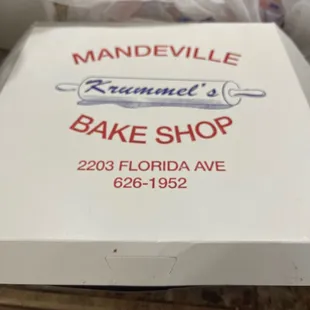 MANDEVILLE
Krummel's
BAKE SHOP
2203 FLORIDA AVE
626-1952